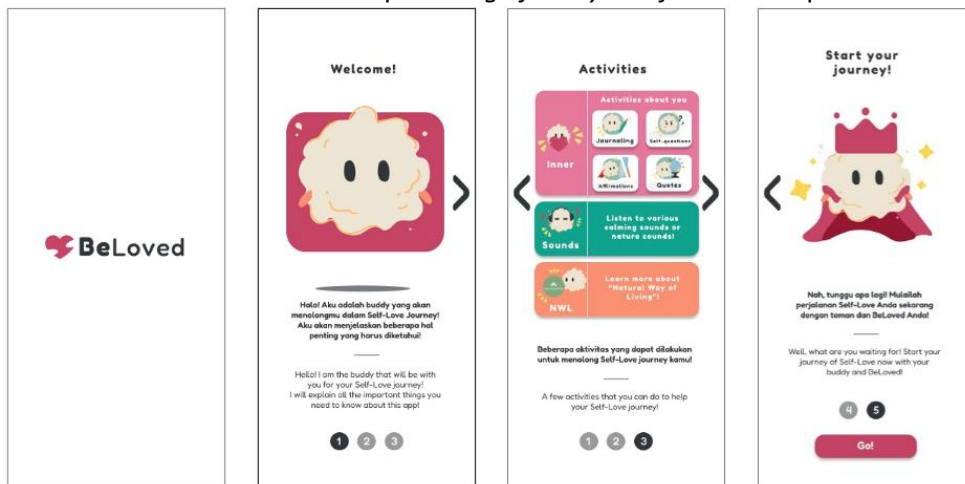 BeLoved
Welcome!
Halo! Aku adalah buddy yang akan
menolongmu dalam Self-Love Journey!
Aku akan menjelaskan beberapa hal
penting yang harus diketahui!
Hello! I am the buddy that will be with
you for your Self-Love journey!
I will explain all the important things you
need to know about this app!
1 2 3
Activities
Activities about you
Inner
Journaling
Self-questions
Affirmations
Quotes
Sounds
Listen to various
calming sounds or
nature sounds!
NWL
Learn more about
"Natural Way of
Living"!
Beberapa aktivitas yang dapat dilakukan
untuk menolong Self-Love journey kamu!
A few activities that you can do to help
your Self-Love journey!
1 2 3
Start your
journey!
Nah, tunggu apa lagi! Mulailah
perjalanan Self-Love Anda sekarang
dengan teman dan BeLoved Anda!
Well, what are you waiting for! Start your
journey of Self-Love now with your
buddy and BeLoved!
4 5
Go!